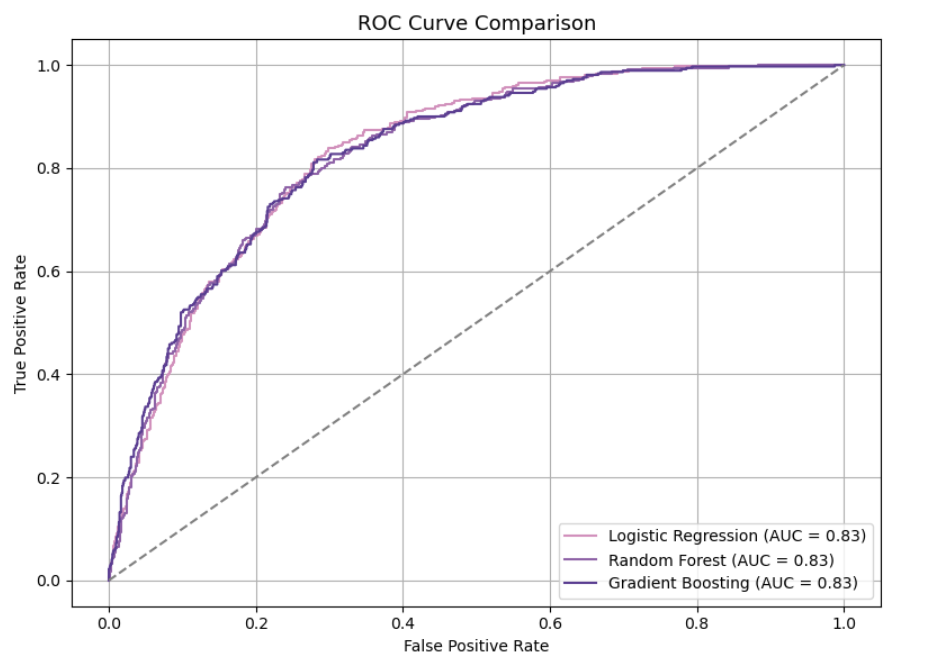 ROC Curve Comparison
True Positive Rate
1.0
0.8
0.6
0.4
0.2
0.0
0.0 0.2 0.4 0.6 0.8 1.0
False Positive Rate
Logistic Regression (AUC = 0.83)
Random Forest (AUC = 0.83)
Gradient Boosting (AUC = 0.83)